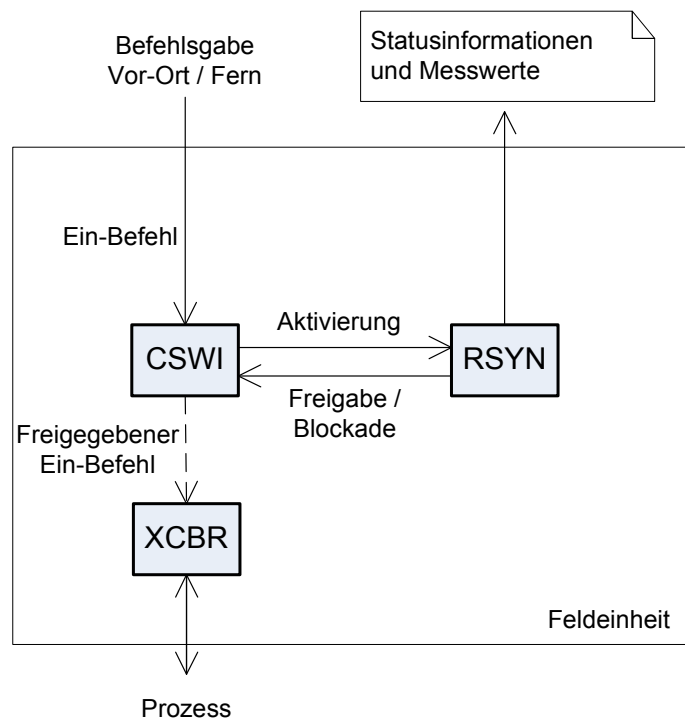 Befehlsgabe
Vor-Ort / Fern
Statusinformationen
und Messwerte
Ein-Befehl
Aktivierung
CSWI
RSYN
Freigabe /
Blockade
Freigegebener
Ein-Befehl
XCBR
Feldeinheit
Prozess